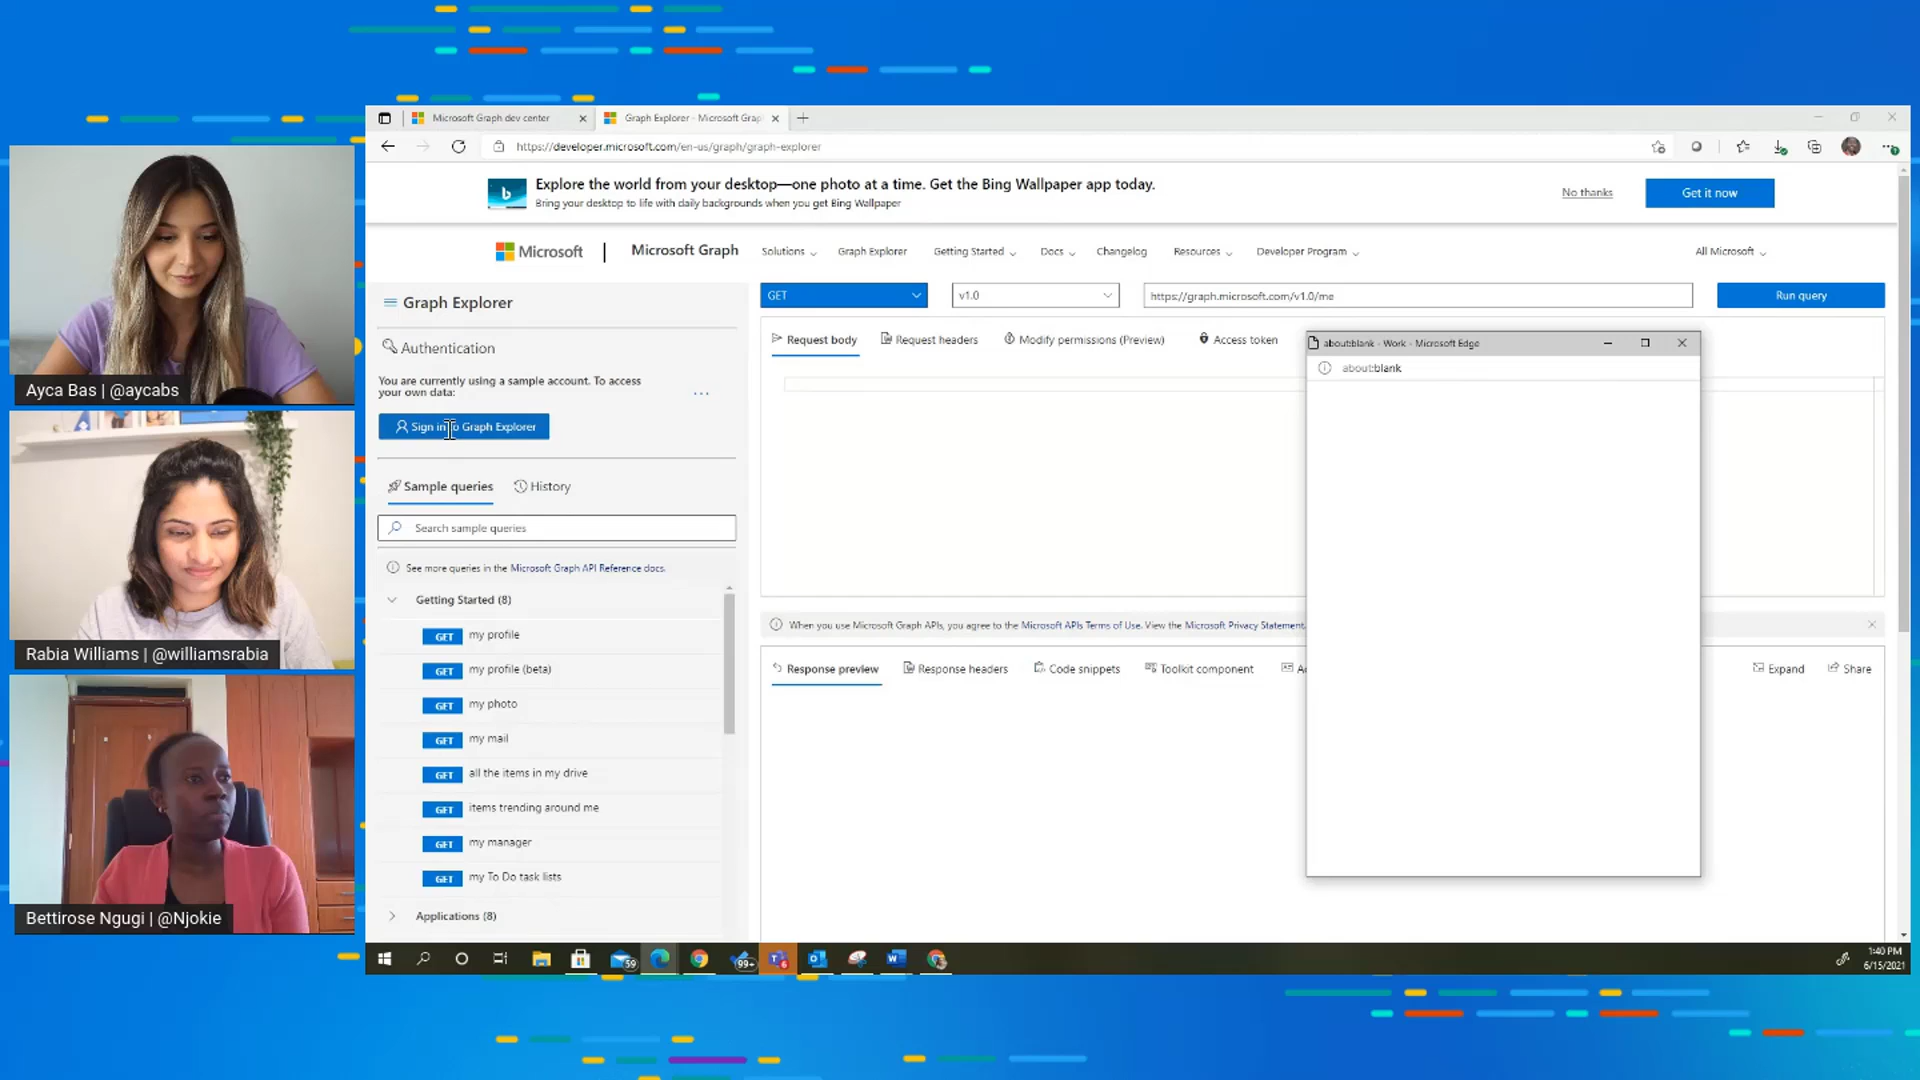 Microsoft Graph dev center
Graph Explorer - Microsoft Grap
https://developer.microsoft.com/en-us/graph/graph-explorer
Explore the world from your desktop—one photo at a time. Get the Bing Wallpaper app today.
Bring your desktop to life with daily backgrounds when you get Bing Wallpaper
No thanks
Get it now
Microsoft
Microsoft Graph
Solutions
Graph Explorer
Getting Started
Docs
Changelog
Resources
Developer Program
All Microsoft
Graph Explorer
GET
v1.0
https://graph.microsoft.com/v1.0/me
Run query
Authentication
You are currently using a sample account. To access
your own data:
Sign in to Graph Explorer
Request body
Request headers
Modify permissions (Preview)
Access token
about:blank - Work - Microsoft Edge
about:blank
Sample queries
History
Search sample queries
See more queries in the Microsoft Graph API Reference docs.
Getting Started (8)
GET my profile
GET my profile (beta)
GET my photo
GET my mail
GET all the items in my drive
GET items trending around me
GET my manager
GET my To Do task lists
Applications (8)
When you use Microsoft Graph APIs, you agree to the Microsoft APIs Terms of Use. View the Microsoft Privacy Statement.
Response preview
Response headers
Code snippets
Toolkit component
Expand
Share
Ayca Bas | @aycabs
Rabia Williams | @williamsrabia
Bettirose Ngugi | @Njokie
59
99+
6
1:40 PM
6/15/2021